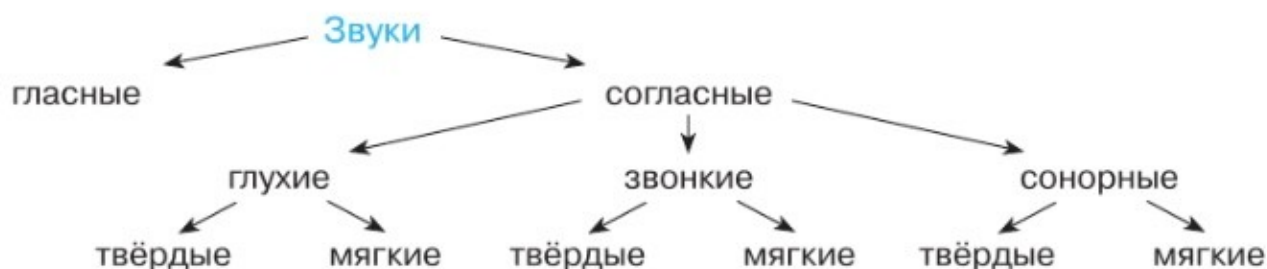 Звуки
гласные согласные
глухие звонкие сонорные
твёрдые мягкие твёрдые мягкие твёрдые мягкие